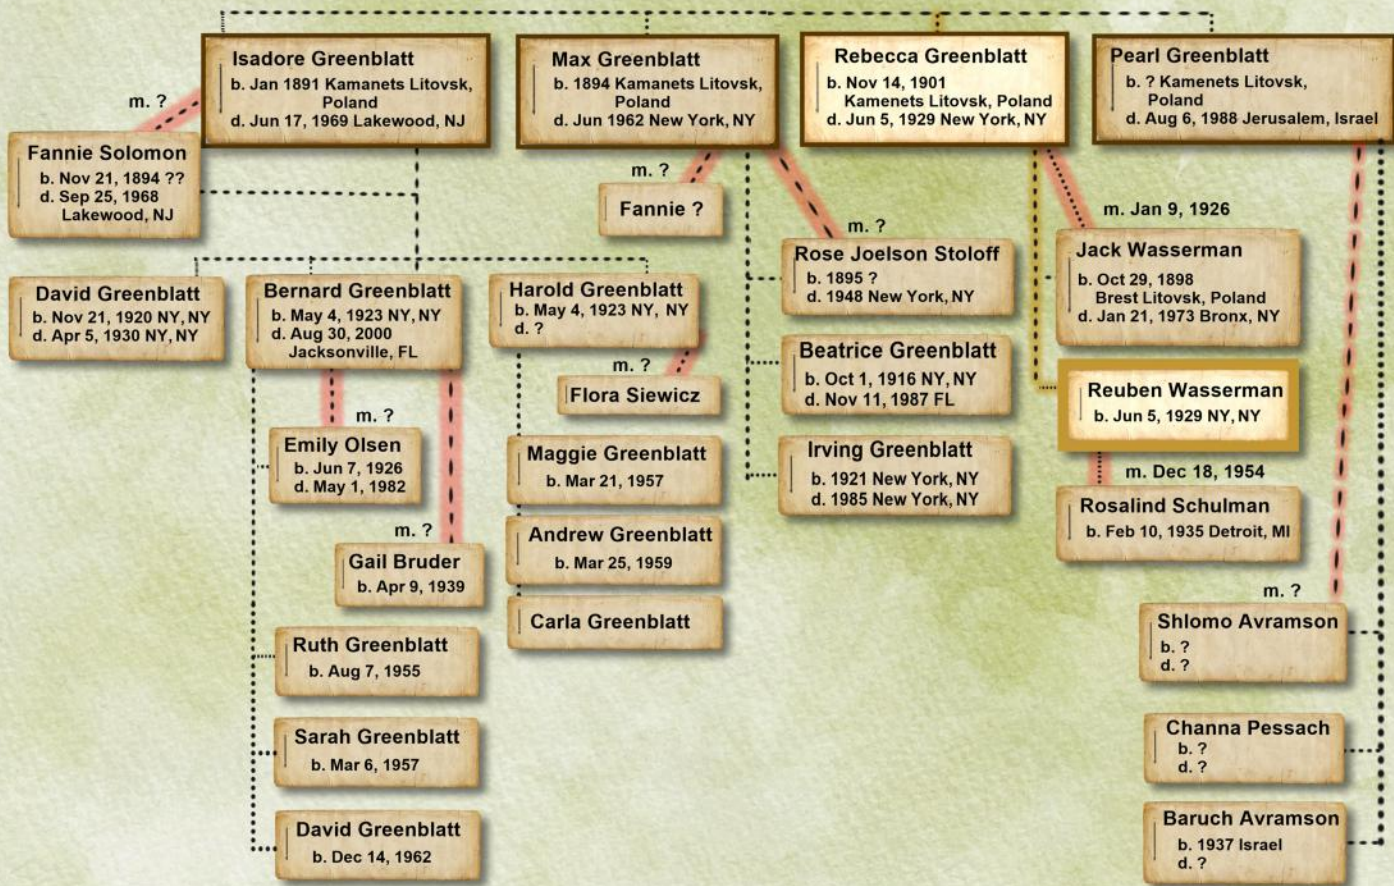 Isadore Greenblatt
b. Jan 1891 Kamanets Litovsk,
Poland
d. Jun 17, 1969 Lakewood, NJ
Max Greenblatt
b. 1894 Kamanets Litovsk,
Poland
d. Jun 1962 New York, NY
Rebecca Greenblatt
b. Nov 14, 1901
Kamenets Litovsk, Poland
d. Jun 5, 1929 New York, NY
Pearl Greenblatt
b. ? Kamenets Litovsk,
Poland
d. Aug 6, 1988 Jerusalem, Israel
m. ?
Fannie Solomon
b. Nov 21, 1894 ??
d. Sep 25, 1968
Lakewood, NJ
m. ?
Fannie ?
m. ?
Rose Joelson Stoloff
b. 1895 ?
d. 1948 New York, NY
m. Jan 9, 1926
Jack Wasserman
b. Oct 29, 1898
Brest Litovsk, Poland
d. Jan 21, 1973 Bronx, NY
David Greenblatt
b. Nov 21, 1920 NY, NY
d. Apr 5, 1930 NY, NY
Bernard Greenblatt
b. May 4, 1923 NY, NY
d. Aug 30, 2000
Jacksonville, FL
Harold Greenblatt
b. May 4, 1923 NY, NY
d. ?
m. ?
Flora Siewicz
Beatrice Greenblatt
b. Oct 1, 1916 NY, NY
d. Nov 11, 1987 FL
Reuben Wasserman
b. Jun 5, 1929 NY, NY
m. ?
Emily Olsen
b. Jun 7, 1926
d. May 1, 1982
Maggie Greenblatt
b. Mar 21, 1957
Irving Greenblatt
b. 1921 New York, NY
d. 1985 New York, NY
m. Dec 18, 1954
Rosalind Schulman
b. Feb 10, 1935 Detroit, MI
m. ?
Gail Bruder
b. Apr 9, 1939
Andrew Greenblatt
b. Mar 25, 1959
Carla Greenblatt
m. ?
Shlomo Avramson
b. ?
d. ?
Ruth Greenblatt
b. Aug 7, 1955
Sarah Greenblatt
b. Mar 6, 1957
Channa Pessach
b. ?
d. ?
David Greenblatt
b. Dec 14, 1962
Baruch Avramson
b. 1937 Israel
d. ?